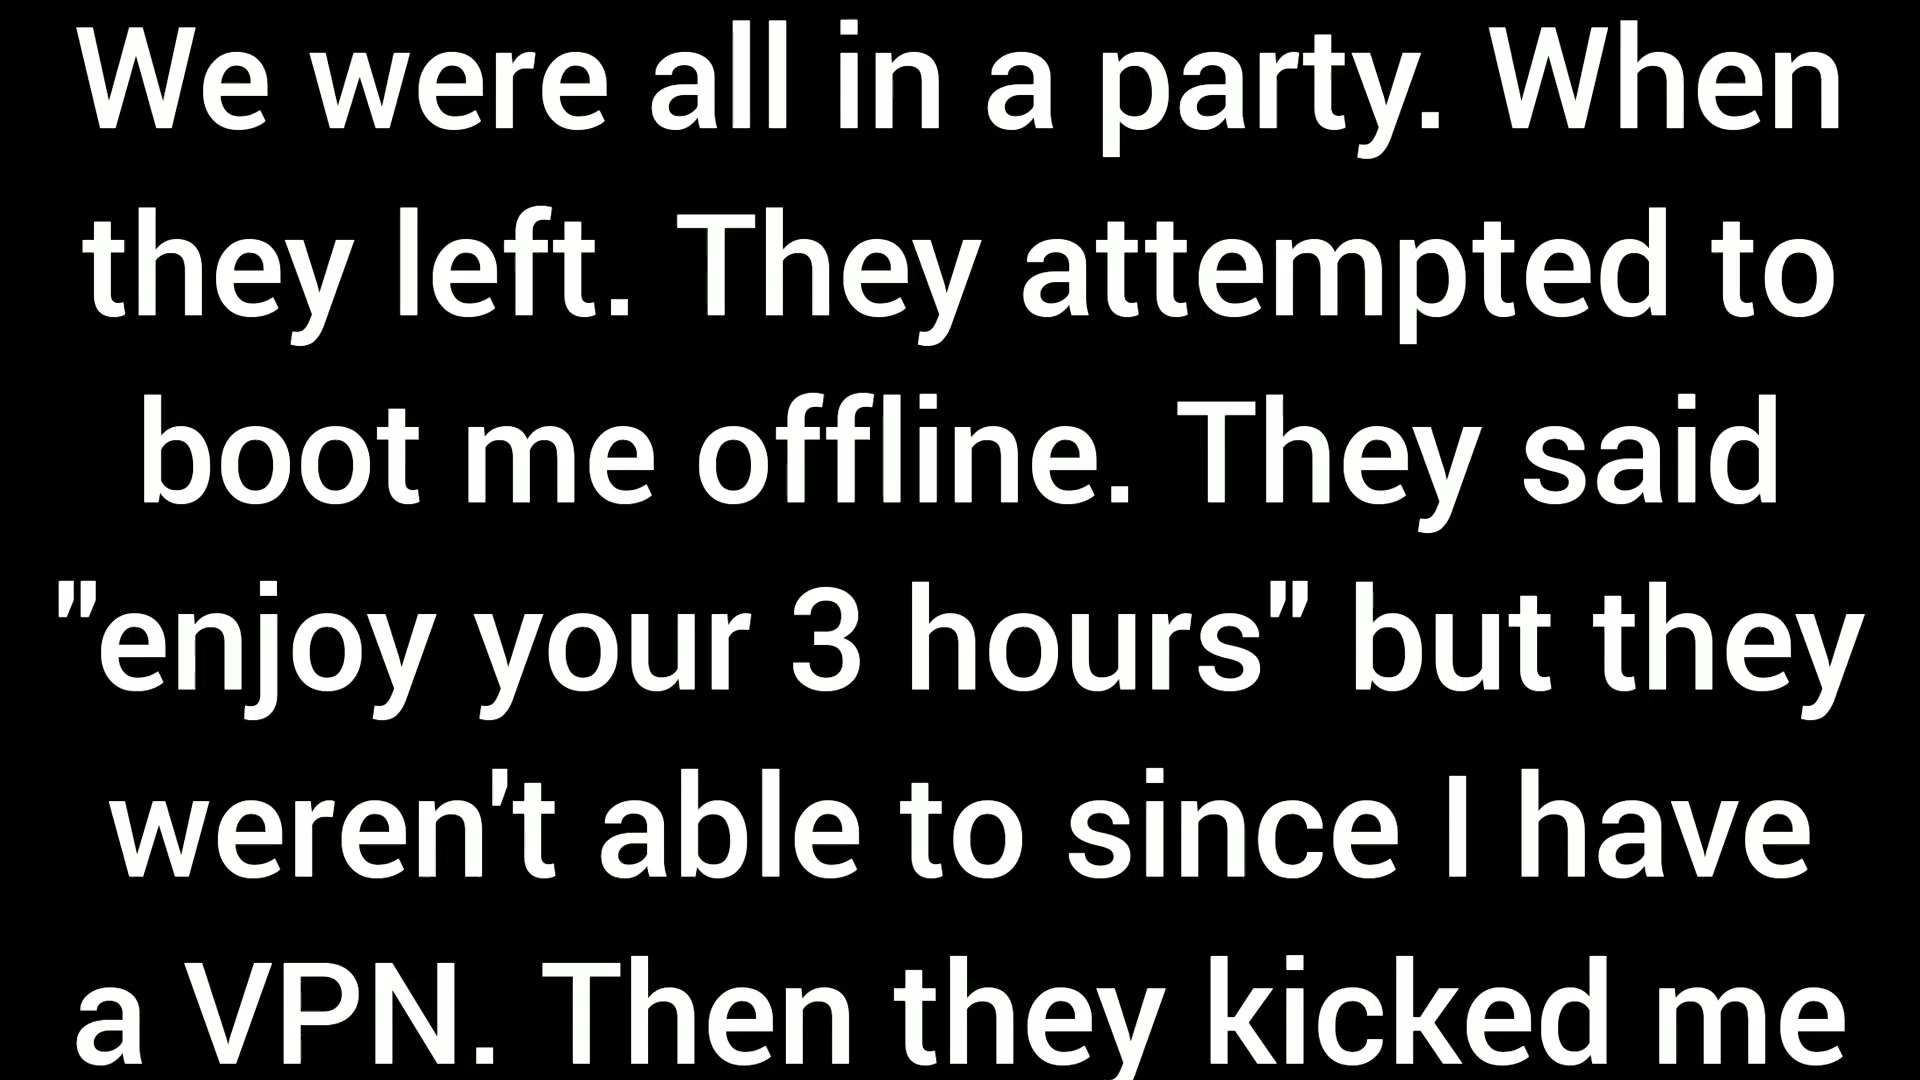 We were all in a party. When
they left. They attempted to
boot me offline. They said
"enjoy your 3 hours" but they
weren't able to since I have
a VPN. Then they kicked me